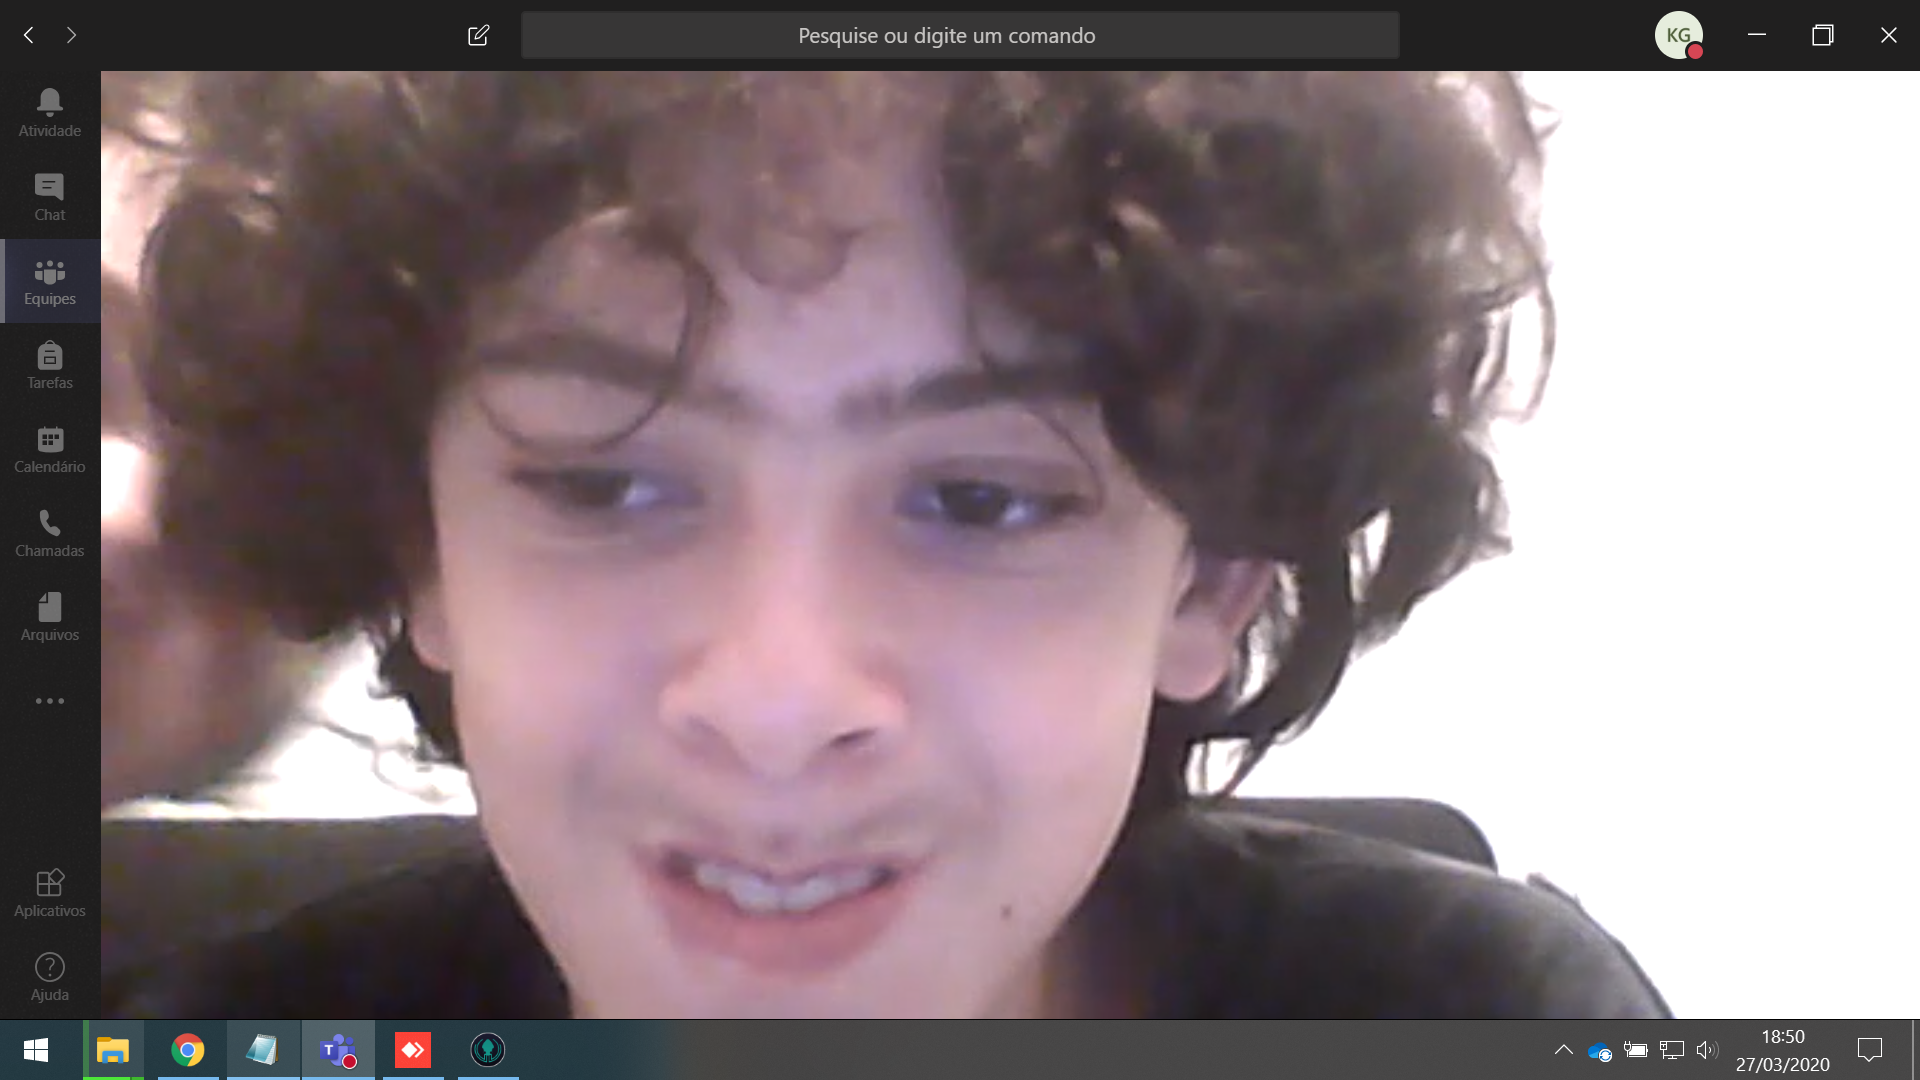 Pesquise ou digite um comando
KG
Atividade
Chat
Equipes
Tarefas
Calendário
Chamadas
Arquivos
Aplicativos
Ajuda
T
18:50
27/03/2020